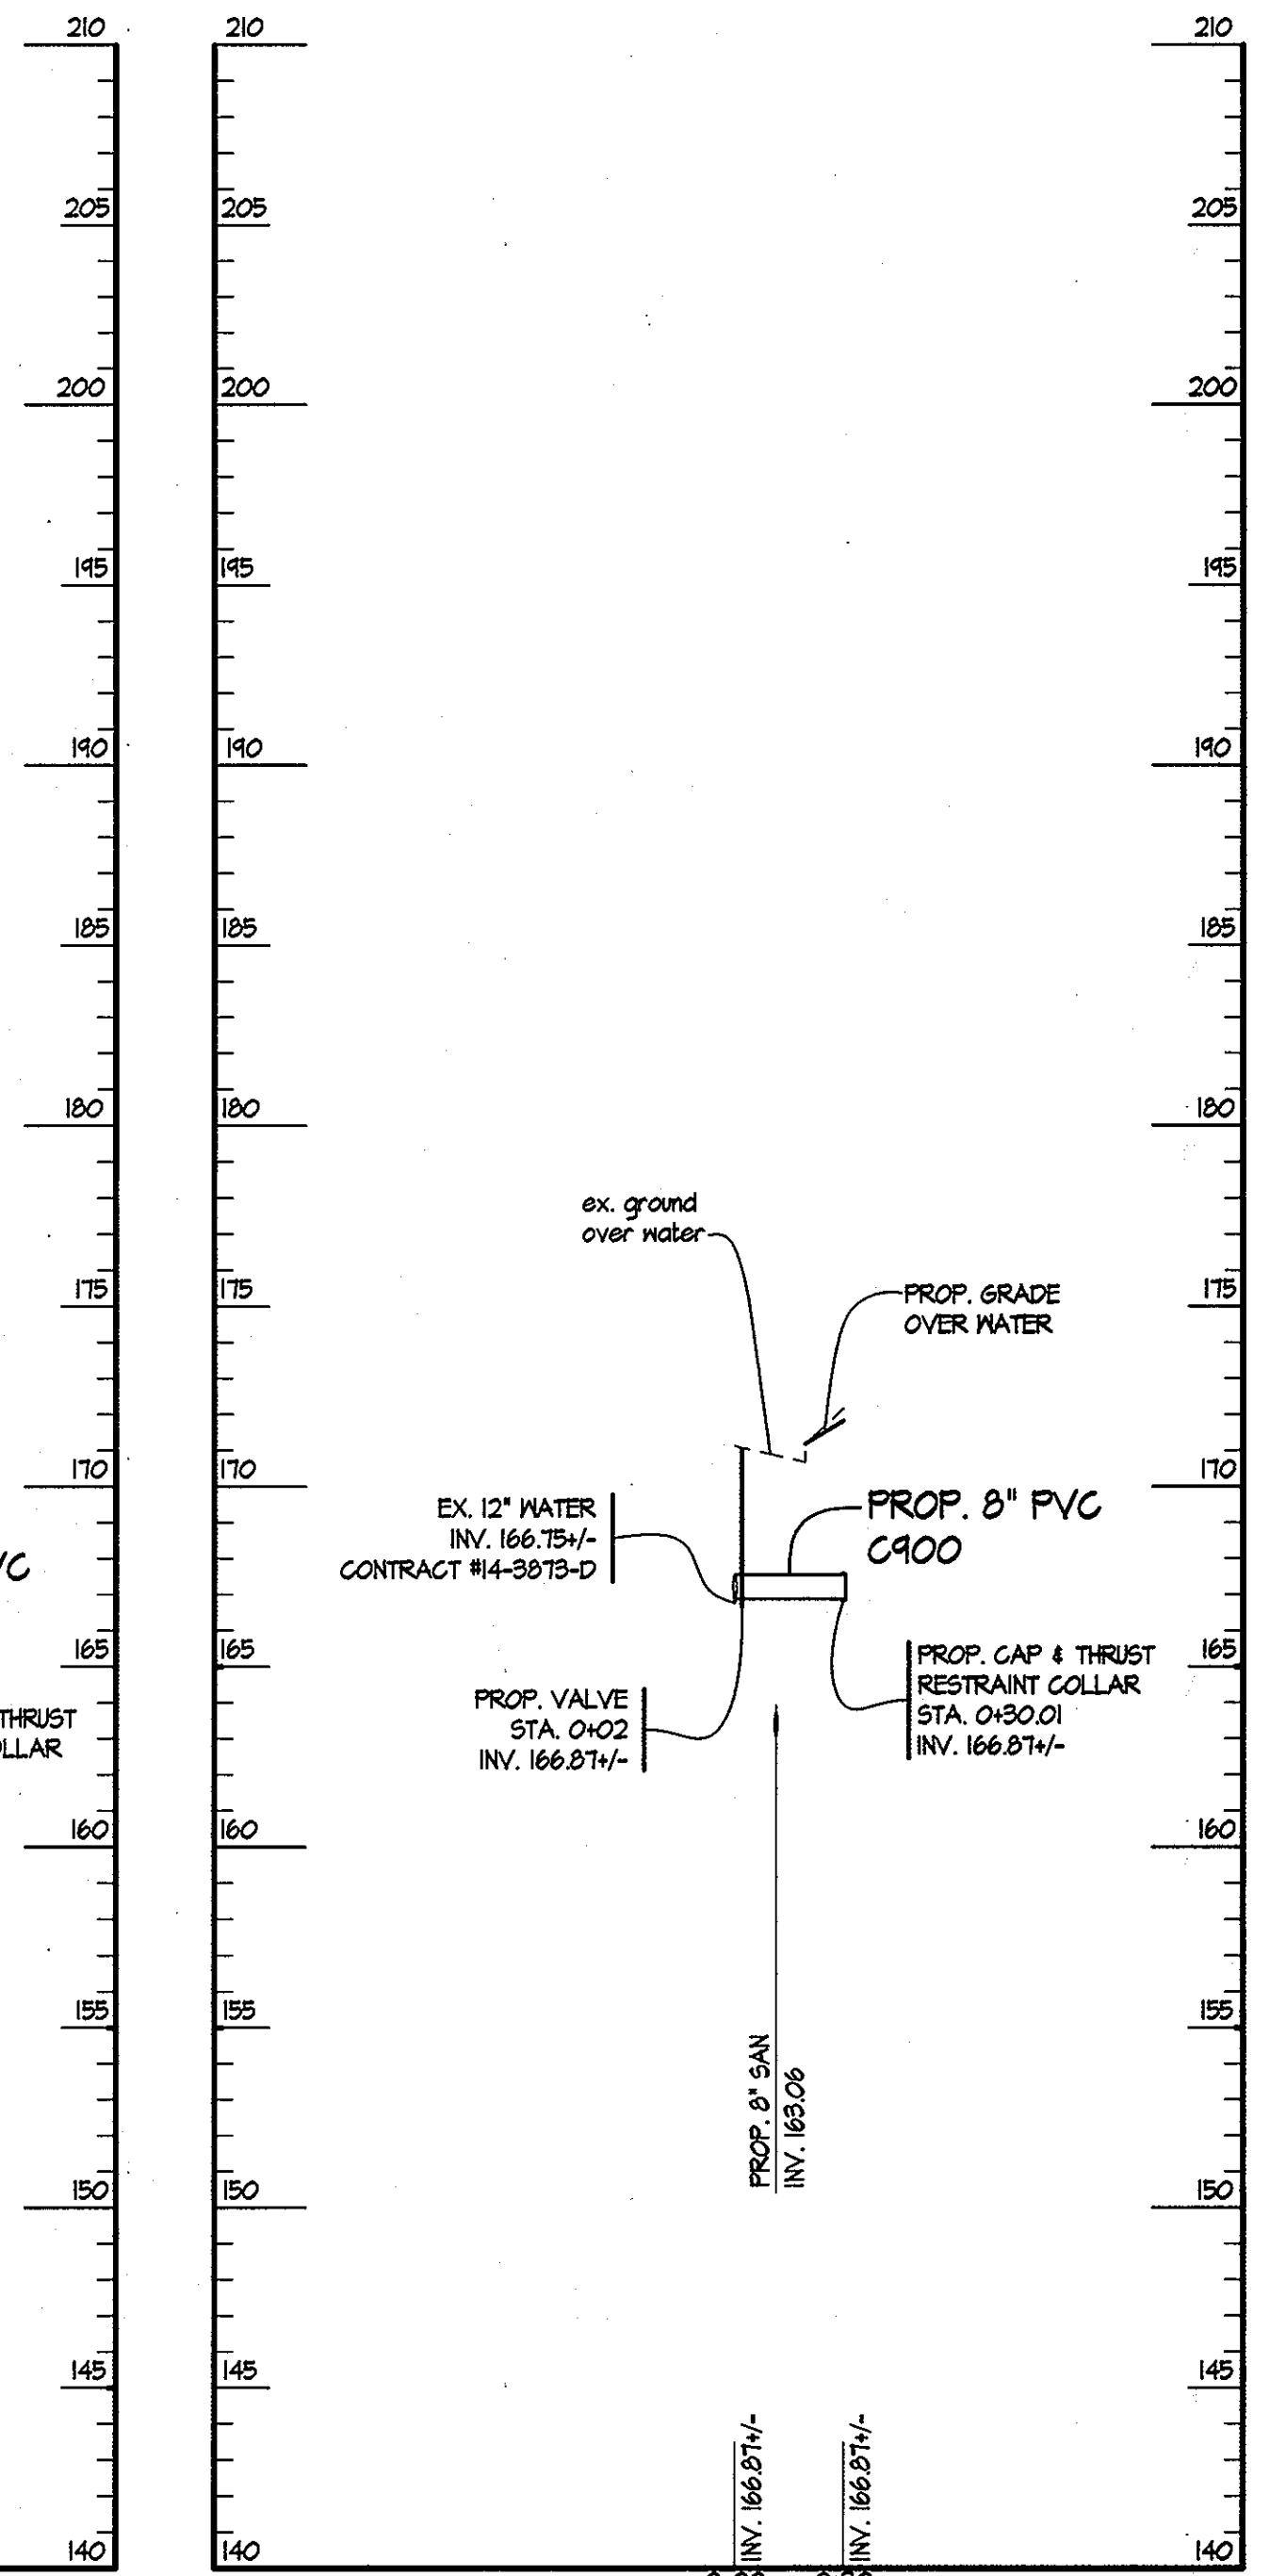 210
205
200
195
190
185
180
175
170
165
160
155
150
145
140
VC
THRUST
OLLAR
210
205
200
195
190
185
180
175
170
165
160
155
150
145
140
ex. ground
over water
PROP. GRADE
OVER WATER
EX. 12" WATER
INV. 166.75+/-
CONTRACT #14-3873-D
PROP. 8" PVC
C900
PROP. VALVE
STA. 0+02
INV. 166.87+/-
PROP. CAP & THRUST
RESTRAINT COLLAR
STA. 0+30.01
INV. 166.87+/-
PROP. 8" SAN
INV. 163.06
INV. 166.87+/-
INV. 166.87+/-
210
205
200
195
190
185
180
175
170
165
160
155
150
145
140